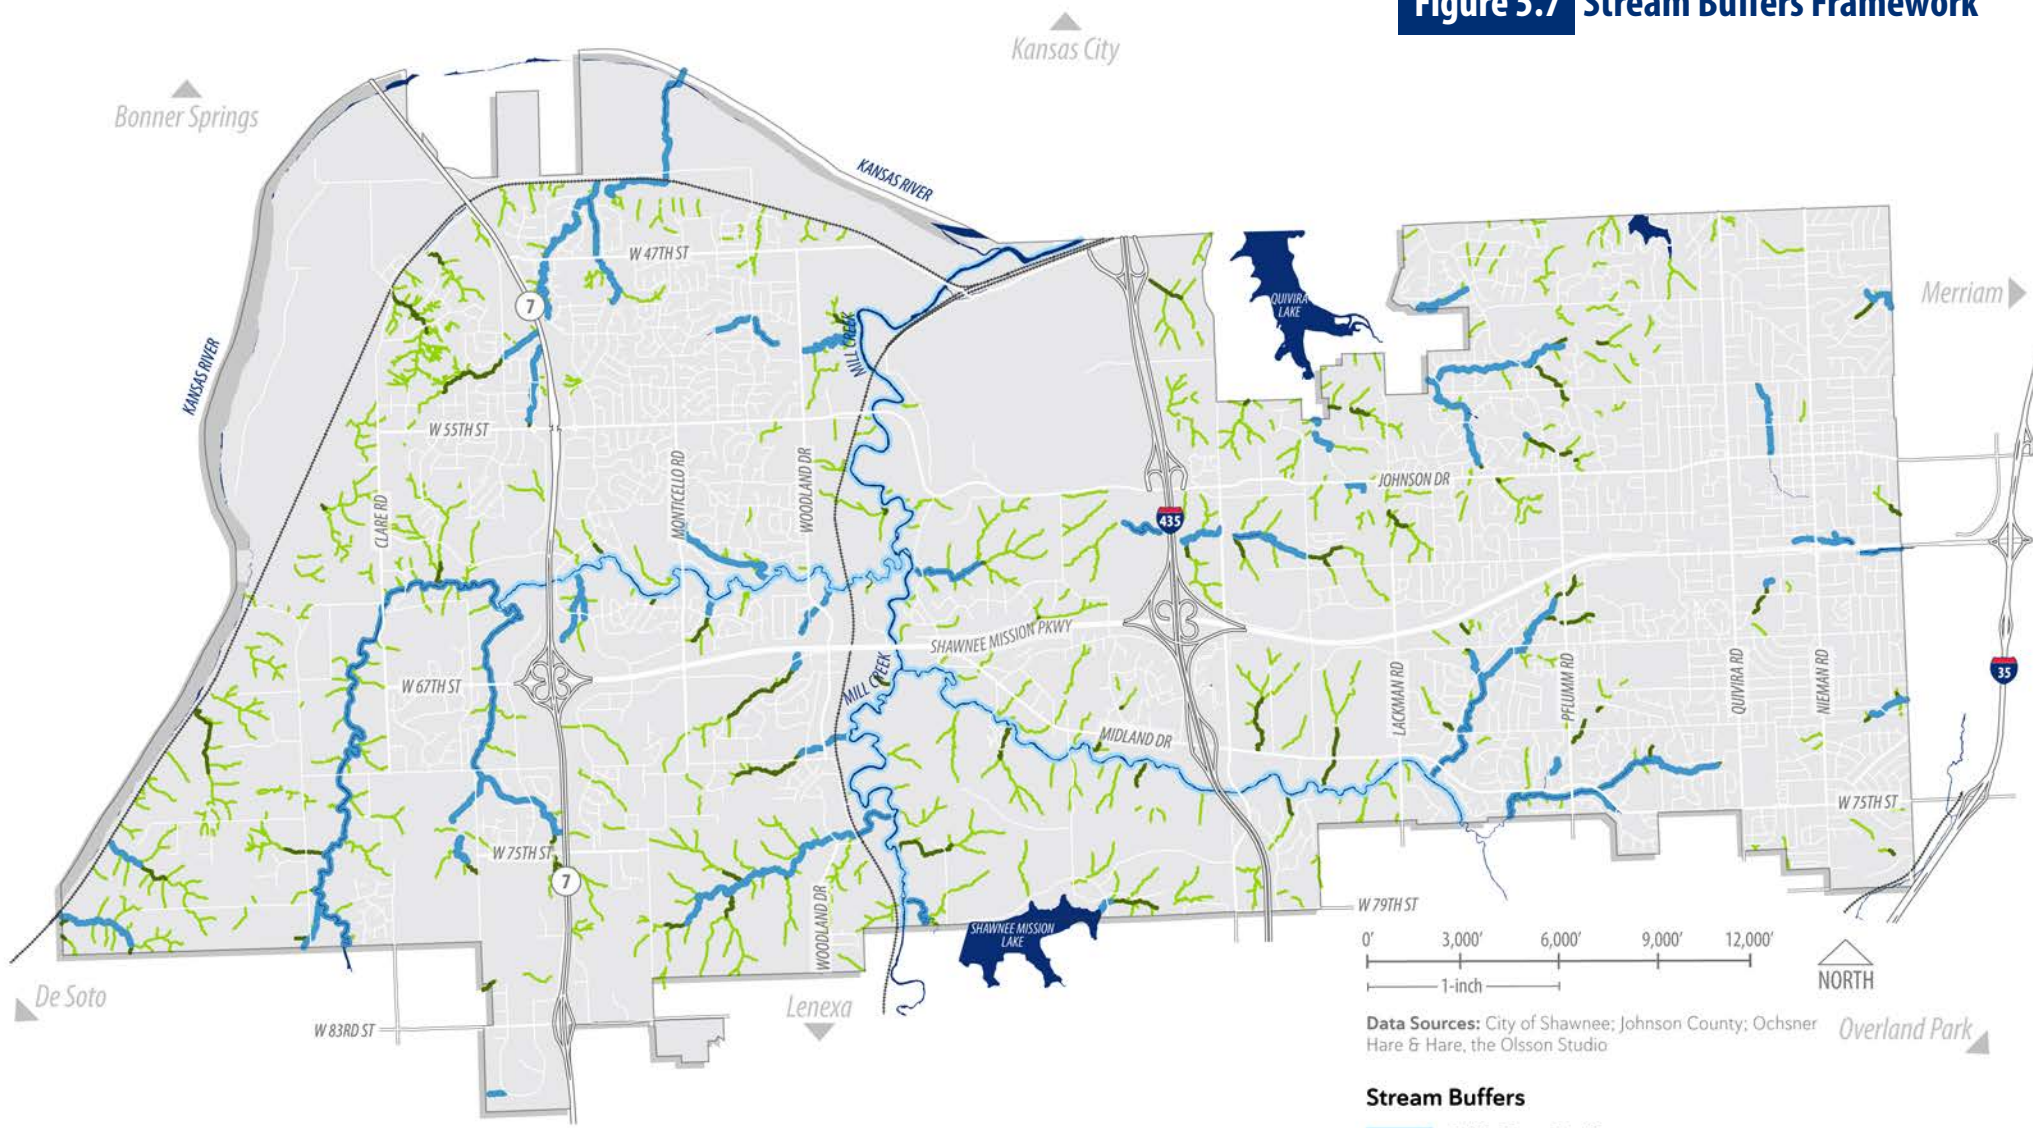 Figure 5.7 Stream Buffers Framework
Kansas City
Bonner Springs
KANSAS RIVER
W 47TH ST
7
QUIVIRA
LAKE
Merriam
MILL CREEK
KANSAS RIVER
W 55TH ST
MONTICELLO RD
WOODLAND DR
JOHNSON DR
CLARE RD
435
SHAWNEE MISSION PKWY
MILL CREEK
W 67TH ST
LACKMAN RD
PFLUMM RD
QUIVIRA RD
NIEMAN RD
35
MIDLAND DR
W 75TH ST
W 75TH ST
7
WOODLAND DR
W 79TH ST
SHAWNEE MISSION
LAKE
0' 3,000' 6,000' 9,000' 12,000'
1-inch
NORTH
De Soto
Lenexa
W 83RD ST
Data Sources: City of Shawnee; Johnson County; Ochsner
Hare & Hare, the Olsson Studio
Overland Park
Stream Buffers